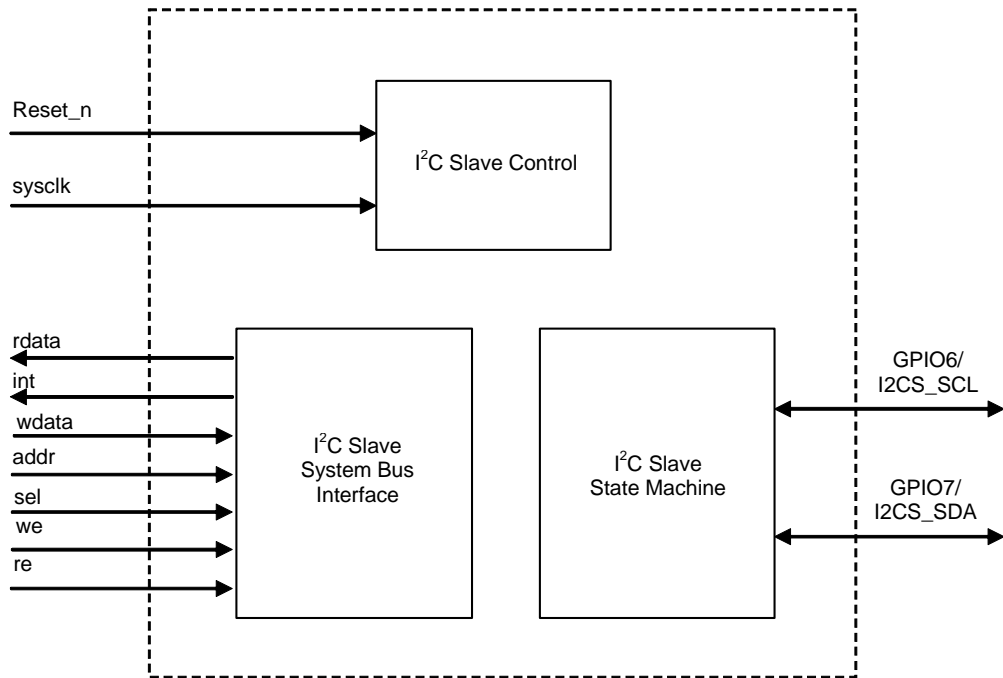 Reset_n
I²C Slave Control
sysclk
rdata
int
wdata
addr
sel
we
re
I²C Slave
System Bus
Interface
I²C Slave
State Machine
GPIO6/
I2CS_SCL
GPIO7/
I2CS_SDA